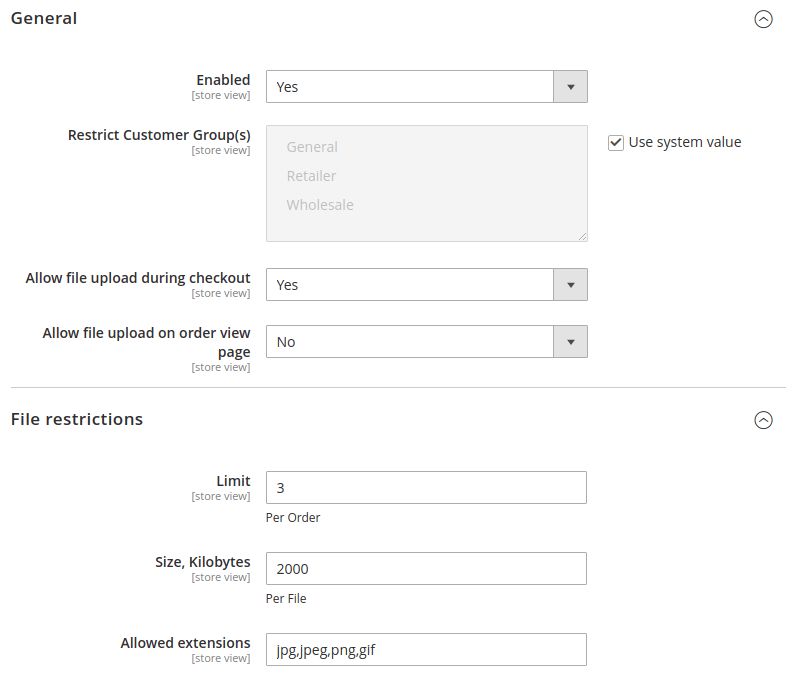 General
Enabled
[store view]
Yes
Restrict Customer Group(s)
[store view]
General
Retailer
Wholesale
Use system value
Allow file upload during checkout
[store view]
Yes
Allow file upload on order view
page
[store view]
No
File restrictions
Limit
[store view]
3
Per Order
Size, Kilobytes
[store view]
2000
Per File
Allowed extensions
[store view]
jpg,jpeg,png,gif